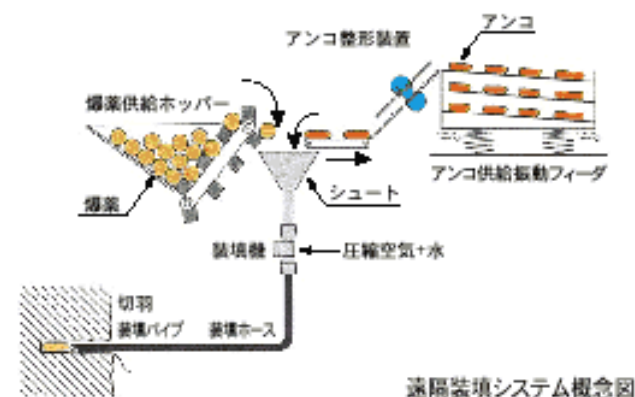 アンコ
アンコ整形装置
爆薬供給ホッパー
アンコ供給振動フィーダ
爆薬
シュート
装填機
圧縮空気+水
切羽
装填パイプ
装填ホース
遠隔装填システム概念図